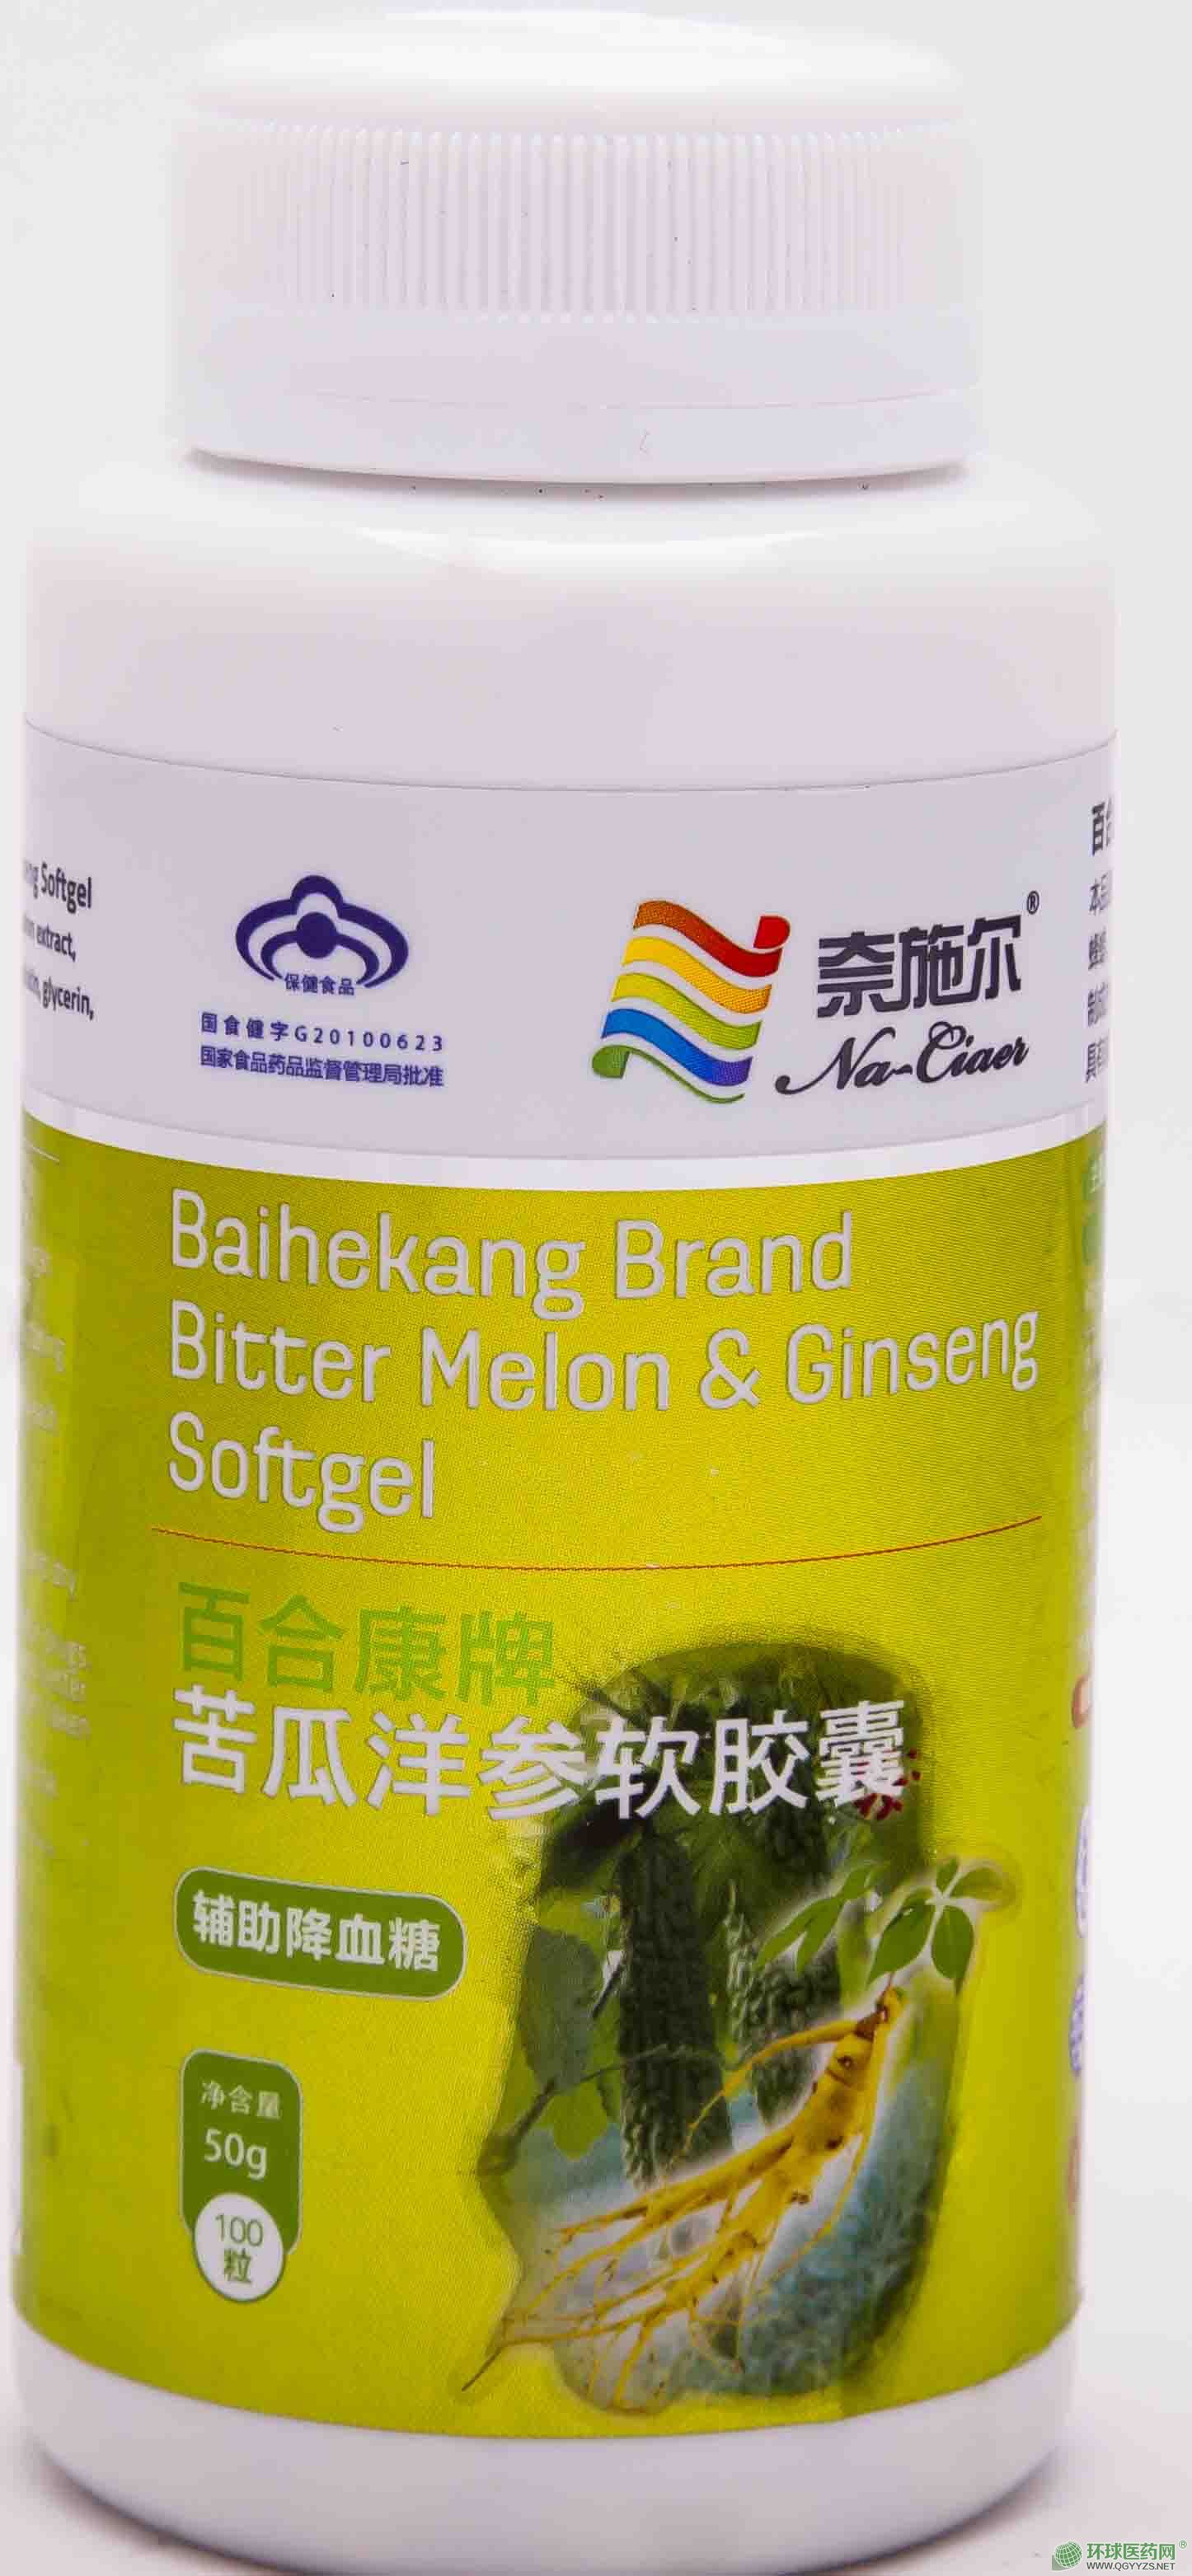 Softgel
extract,
glycerin,
保健食品
国食健字G20100623
国家食品药品监督管理局批准
奈施尔®
Na-Ciaer
Baihekang Brand
Bitter Melon & Ginseng
Softgel
百合康牌
苦瓜洋参软胶囊
辅助降血糖
净含量
50g
100
粒
环球医药网®
WWW.QGYYZS.NET